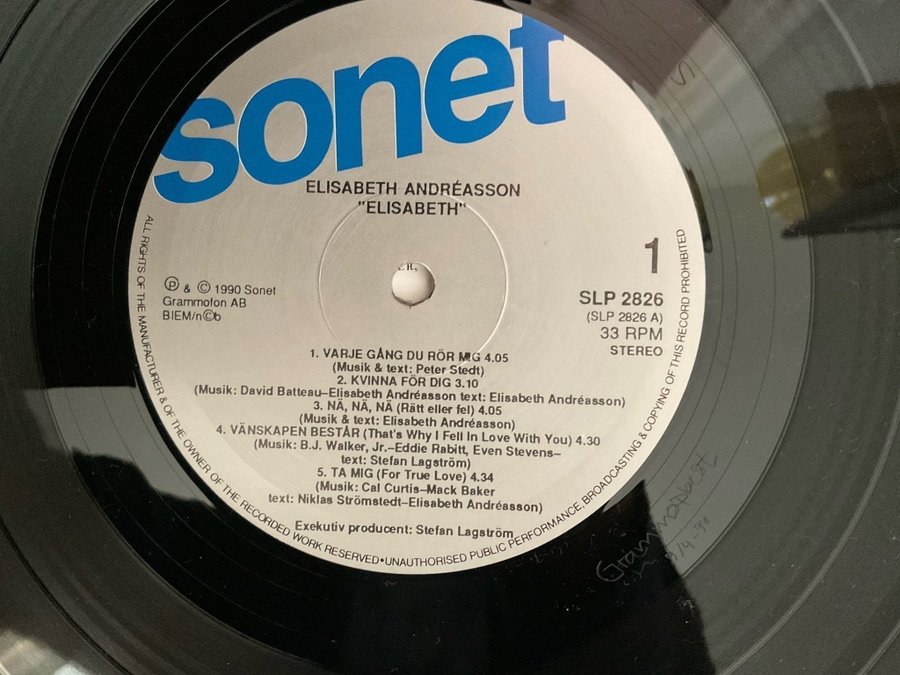 sonet
ELISABETH ANDRÉASSON
"ELISABETH"
1
Ⓟ & © 1990 Sonet
Grammofon AB
BIEM/n©b
SLP 2826
(SLP 2826 A)
33 RPM
STEREO
ER,
1. VARJE GÅNG DU RÖR MIG 4.05
(Musik & text: Peter Stedt)
2. KVINNA FÖR DIG 3.10
(Musik: David Batteau–Elisabeth Andréasson text: Elisabeth Andréasson)
3. NÄ, NÄ, NÄ (Rätt eller fel) 4.05
(Musik & text: Elisabeth Andréasson)
4. VÄNSKAPEN BESTÅR (That's Why I Fell In Love With You) 4.30
(Musik: B.J. Walker, Jr.–Eddie Rabitt, Even Stevens–
text: Stefan Lagström)
5. TA MIG (For True Love) 4.34
(Musik: Cal Curtis–Mack Baker
text: Niklas Strömstedt–Elisabeth Andréasson)
Exekutiv producent: Stefan Lagström
ALL RIGHTS OF THE MANUFACTURER & OF THE OWNER OF THE RECORDED WORK RESERVED•UNAUTHORISED PUBLIC PERFORMANCE, BROADCASTING & COPYING OF THIS RECORD PROHIBITED